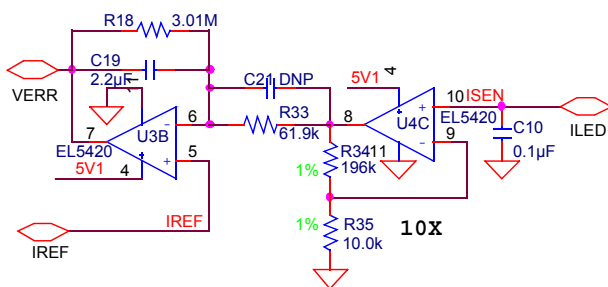 R18 3.01M
C19
2.2µF
VERR
11
C21 DNP
5V1
4
10 ISEN
ILED
U3B
6
R33
8
U4C
EL5420
7
EL5420
5
61.9k
9
C10
0.1µF
5V1
4
1%
R34
11
196k
IREF
1%
R35
10.0k
10X
IREF